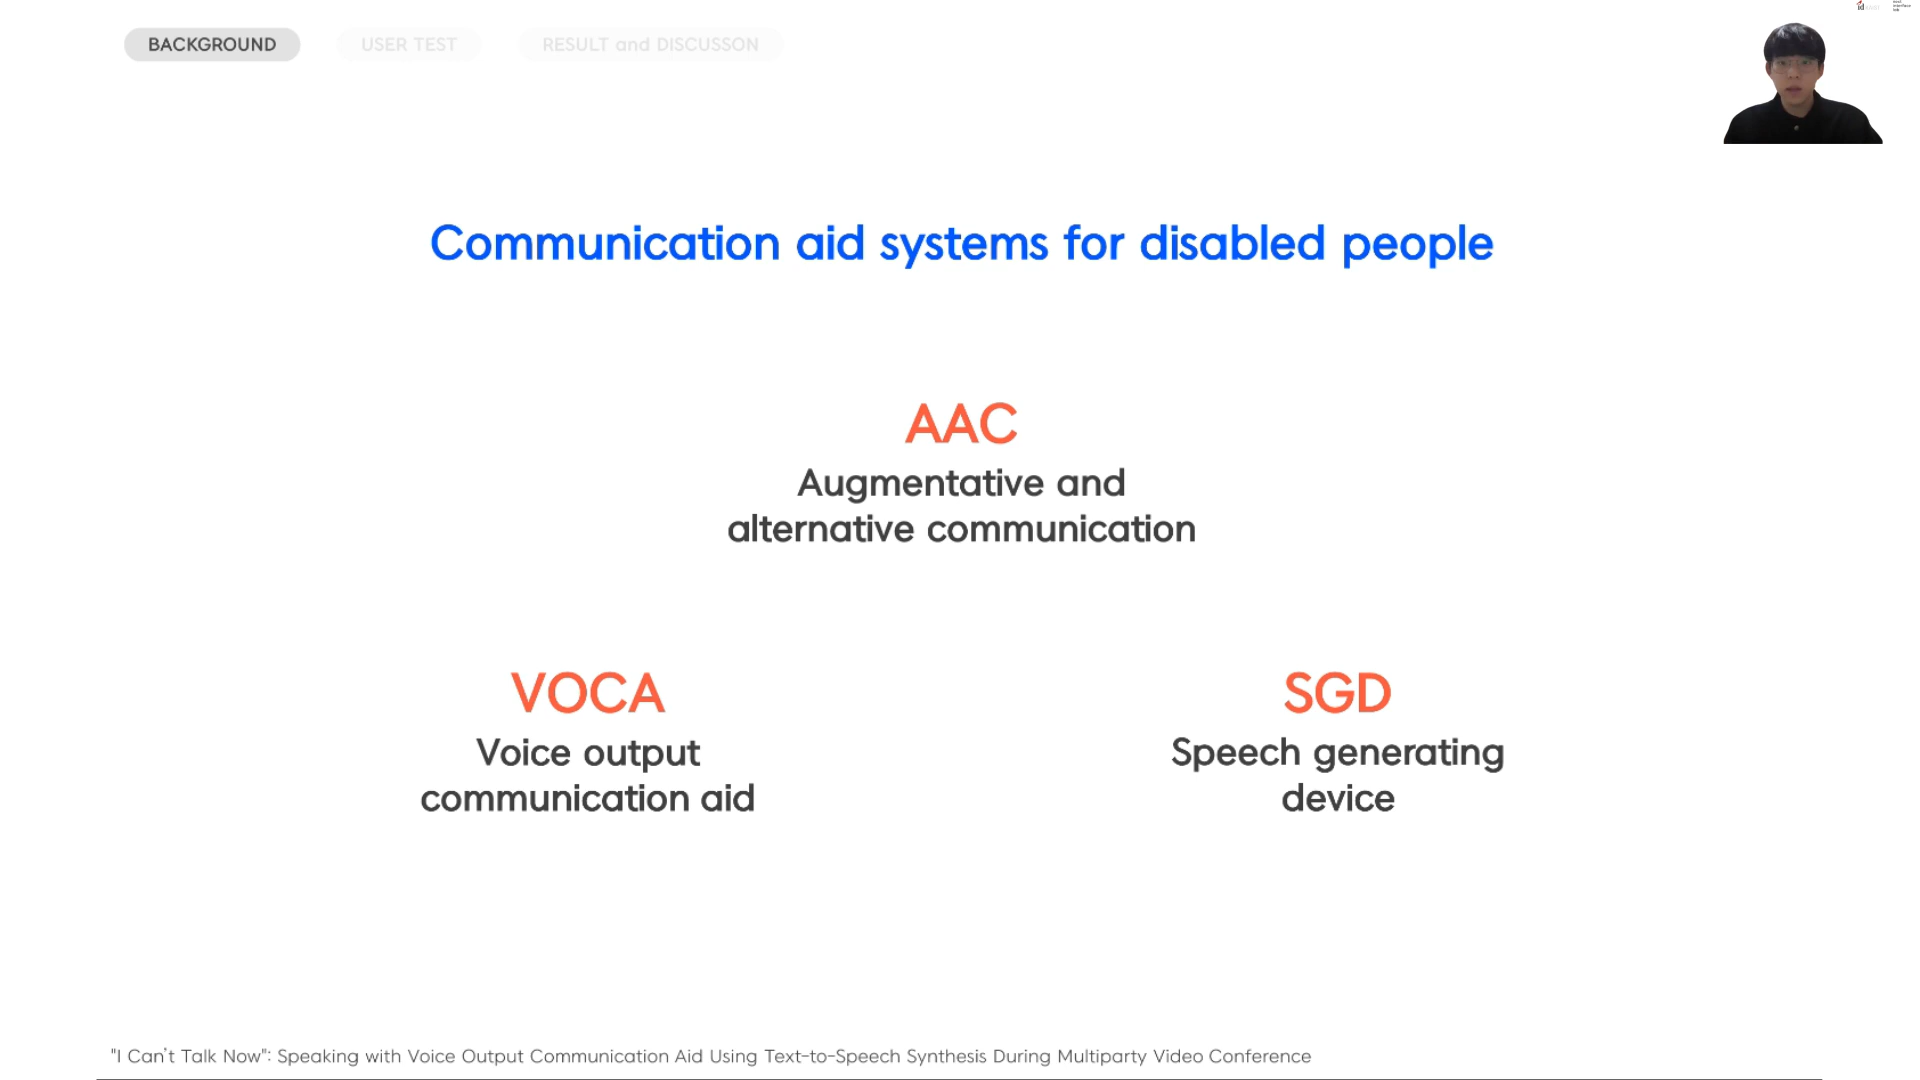 BACKGROUND
USER TEST
RESULT and DISCUSSON
Communication aid systems for disabled people
AAC
Augmentative and
alternative communication
VOCA
Voice output
communication aid
SGD
Speech generating
device
"I Can't Talk Now": Speaking with Voice Output Communication Aid Using Text-to-Speech Synthesis During Multiparty Video Conference